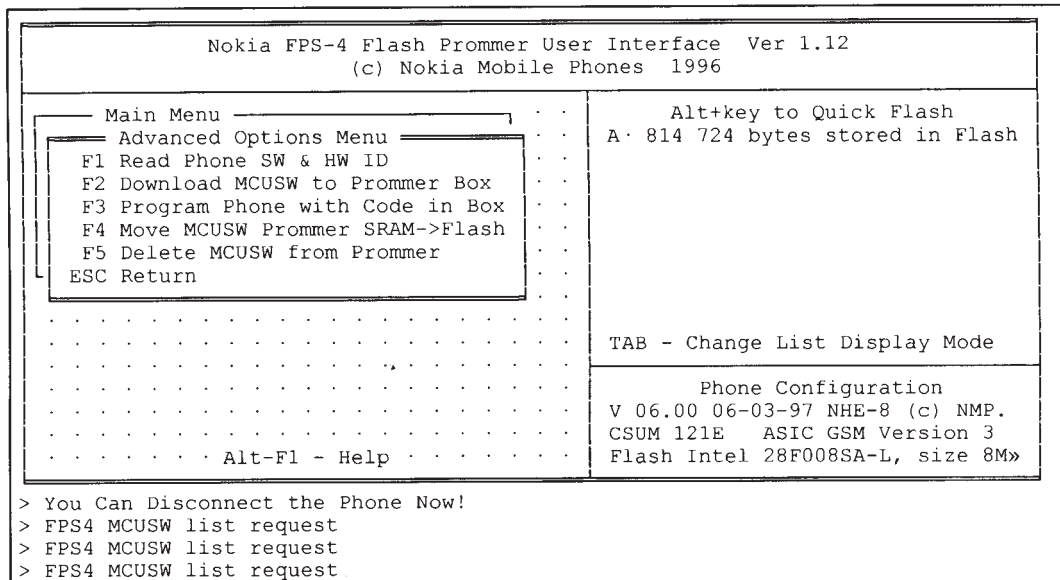 Nokia FPS-4 Flash Prommer User Interface Ver 1.12
(c) Nokia Mobile Phones 1996
Main Menu
Advanced Options Menu
F1 Read Phone SW & HW ID
F2 Download MCUSW to Prommer Box
F3 Program Phone with Code in Box
F4 Move MCUSW Prommer SRAM->Flash
F5 Delete MCUSW from Prommer
ESC Return
Alt-F1 - Help
Alt+key to Quick Flash
A· 814 724 bytes stored in Flash
TAB - Change List Display Mode
Phone Configuration
V 06.00 06-03-97 NHE-8 (c) NMP.
CSUM 121E ASIC GSM Version 3
Flash Intel 28F008SA-L, size 8M»
> You Can Disconnect the Phone Now!
> FPS4 MCUSW list request
> FPS4 MCUSW list request
> FPS4 MCUSW list request